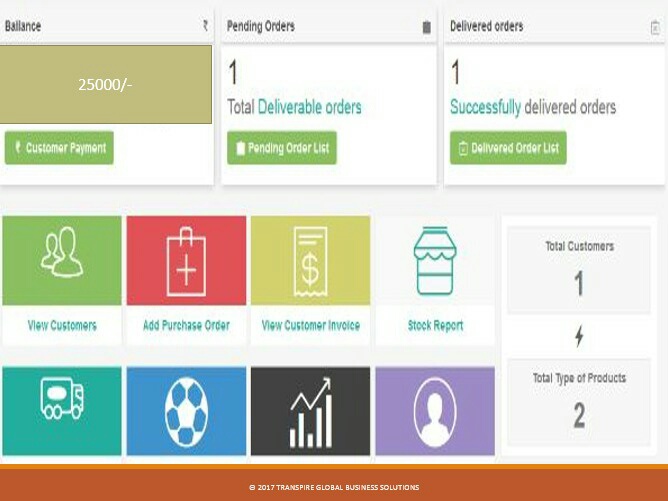 Ballance ₹
25000/-
₹ Customer Payment
Pending Orders
1
Total Deliverable orders
Pending Order List
Delivered orders
1
Successfully delivered orders
Delivered Order List
View Customers
Add Purchase Order
$
View Customer Invoice
Stock Report
Total Customers
1
Total Type of Products
2
© 2017 TRANSPIRE GLOBAL BUSINESS SOLUTIONS